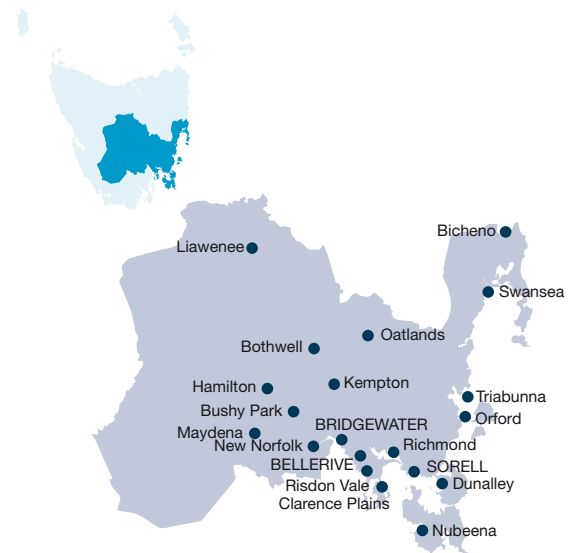 Bicheno
Liawenee
Swansea
Oatlands
Bothwell
Hamilton
Kempton
Triabunna
Bushy Park
Orford
BRIDGEWATER
Maydena
New Norfolk
Richmond
BELLERIVE
SORELL
Risdon Vale
Dunalley
Clarence Plains
Nubeena